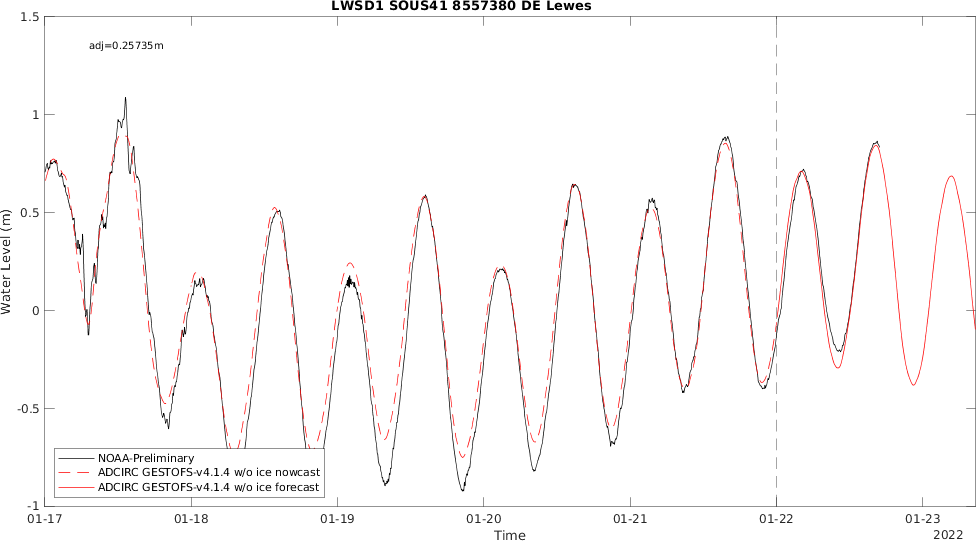 LWSD1 SOUS41 8557380 DE Lewes
1.5
adj=0.25735m
1
0.5
Water Level (m)
0
-0.5
NOAA-Preliminary
ADCIRC GESTOFS-v4.1.4 w/o ice nowcast
ADCIRC GESTOFS-v4.1.4 w/o ice forecast
-1
01-17 01-18 01-19 01-20 01-21 01-22 01-23
Time
2022